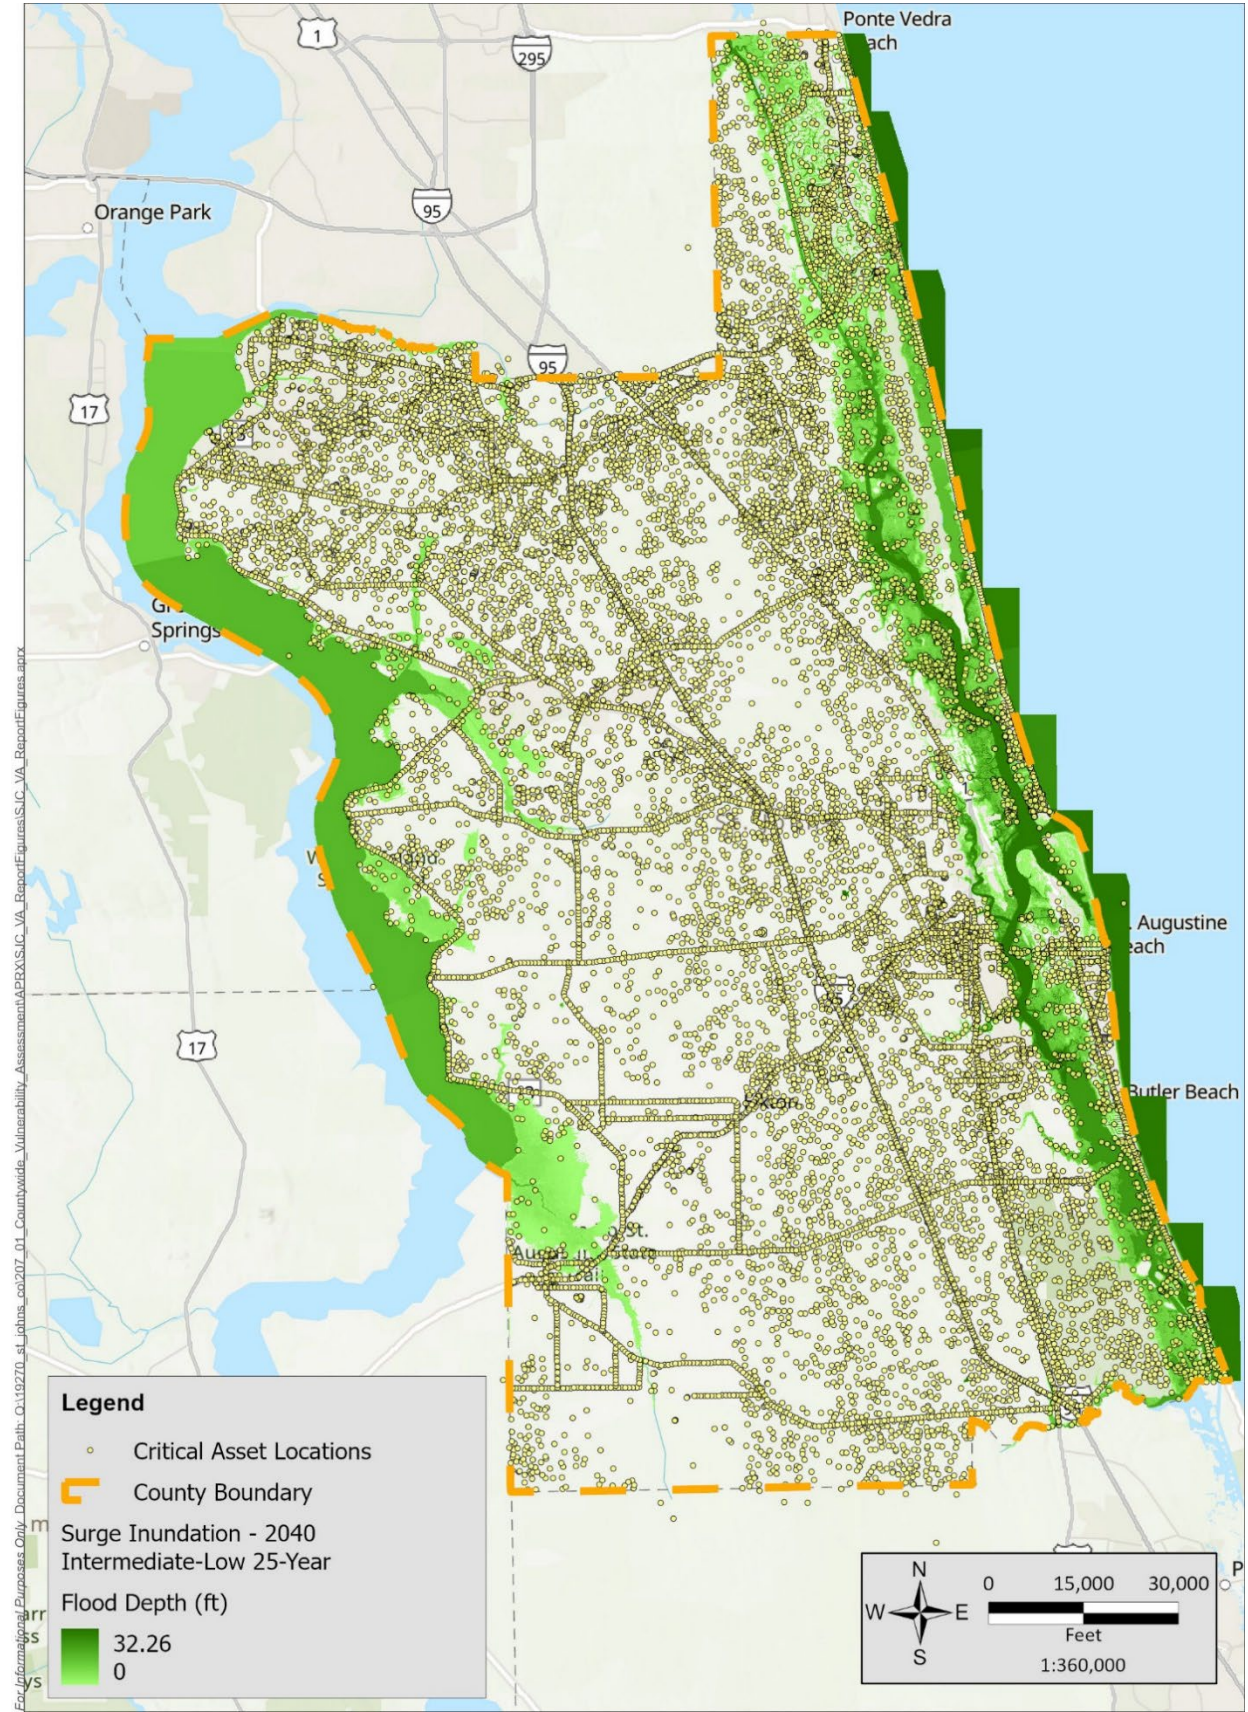 Ponte Vedra
ach
1
295
95
Orange Park
95
17
Springs
17
. Augustine
each
Butler Beach
St.
Legend
Critical Asset Locations
County Boundary
Surge Inundation - 2040
Intermediate-Low 25-Year
Flood Depth (ft)
32.26
0
N
W E
S
0 15,000 30,000
Feet
1:360,000
P
For Informational Purposes Only